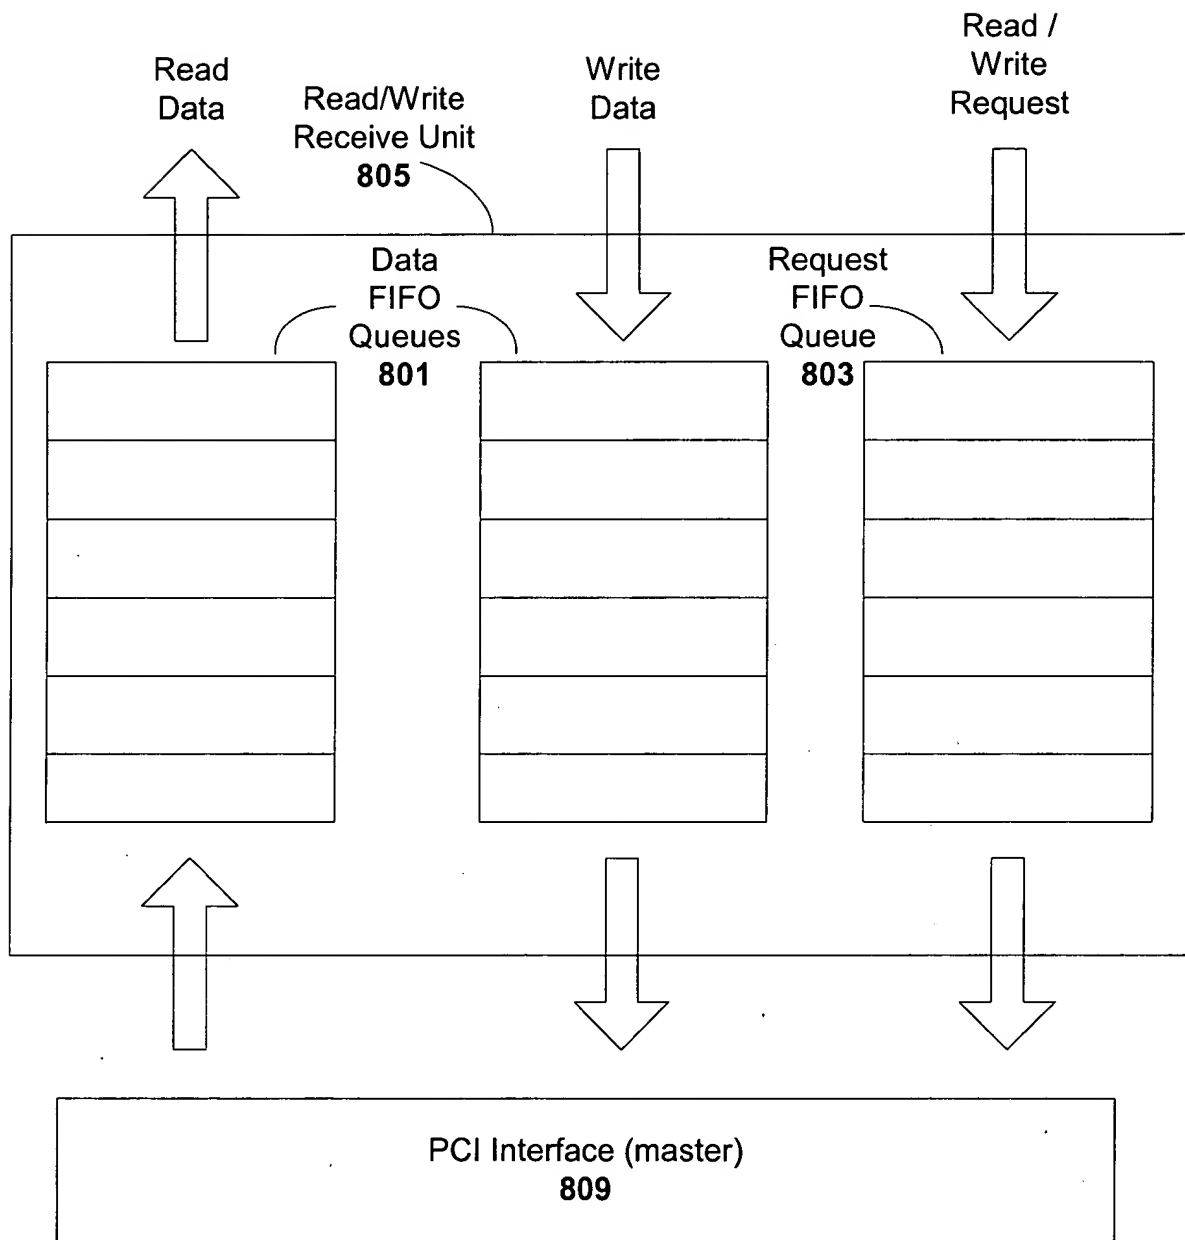 Read
Data
Read/Write
Receive Unit
805
Write
Data
Read /
Write
Request
Data
FIFO
Queues
801
Request
FIFO
Queue
803
PCI Interface (master)
809